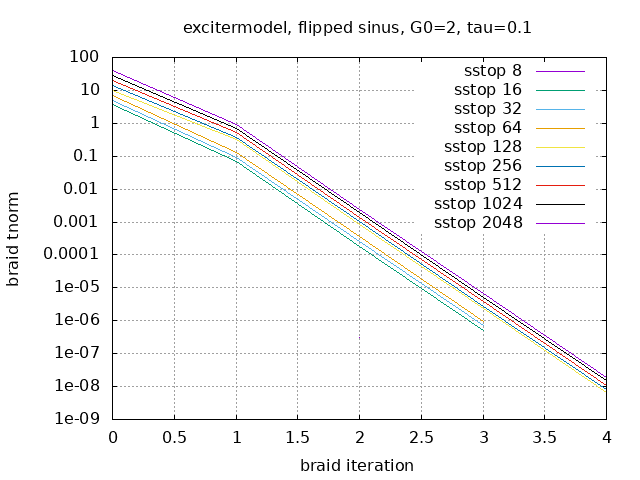 excitermodel, flipped sinus, G0=2, tau=0.1
100
10
1
0.1
0.01
0.001
0.0001
1e-05
1e-06
1e-07
1e-08
1e-09
braid tnorm
sstop 8
sstop 16
sstop 32
sstop 64
sstop 128
sstop 256
sstop 512
sstop 1024
sstop 2048
0 0.5 1 1.5 2 2.5 3 3.5 4
braid iteration